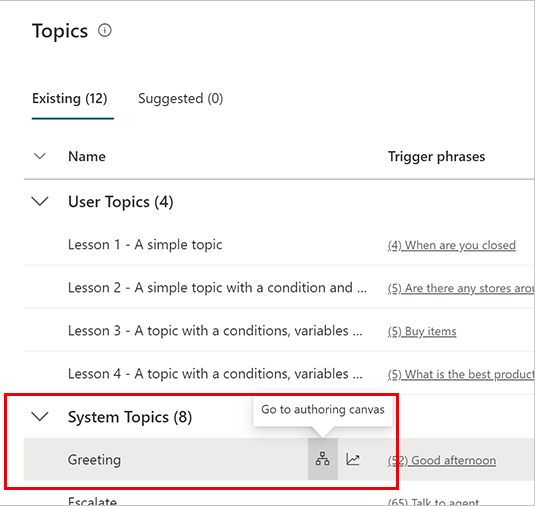 Topics
Existing (12) Suggested (0)
Name Trigger phrases
User Topics (4)
Lesson 1 - A simple topic (4) When are you closed
Lesson 2 - A simple topic with a condition and ... (5) Are there any stores arou
Lesson 3 - A topic with a conditions, variables ... (5) Buy items
Lesson 4 - A topic with a conditions, variables ... (5) What is the best product
System Topics (8) Go to authoring canvas
Greeting (52) Good afternoon
Escalate (65) Talk to agent